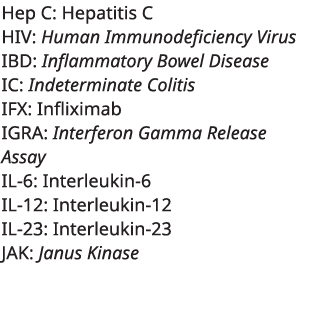 Hep C: Hepatitis C
HIV: Human Immunodeficiency Virus
IBD: Inflammatory Bowel Disease
IC: Indeterminate Colitis
IFX: Infliximab
IGRA: Interferon Gamma Release
Assay
IL-6: Interleukin-6
IL-12: Interleukin-12
IL-23: Interleukin-23
JAK: Janus Kinase